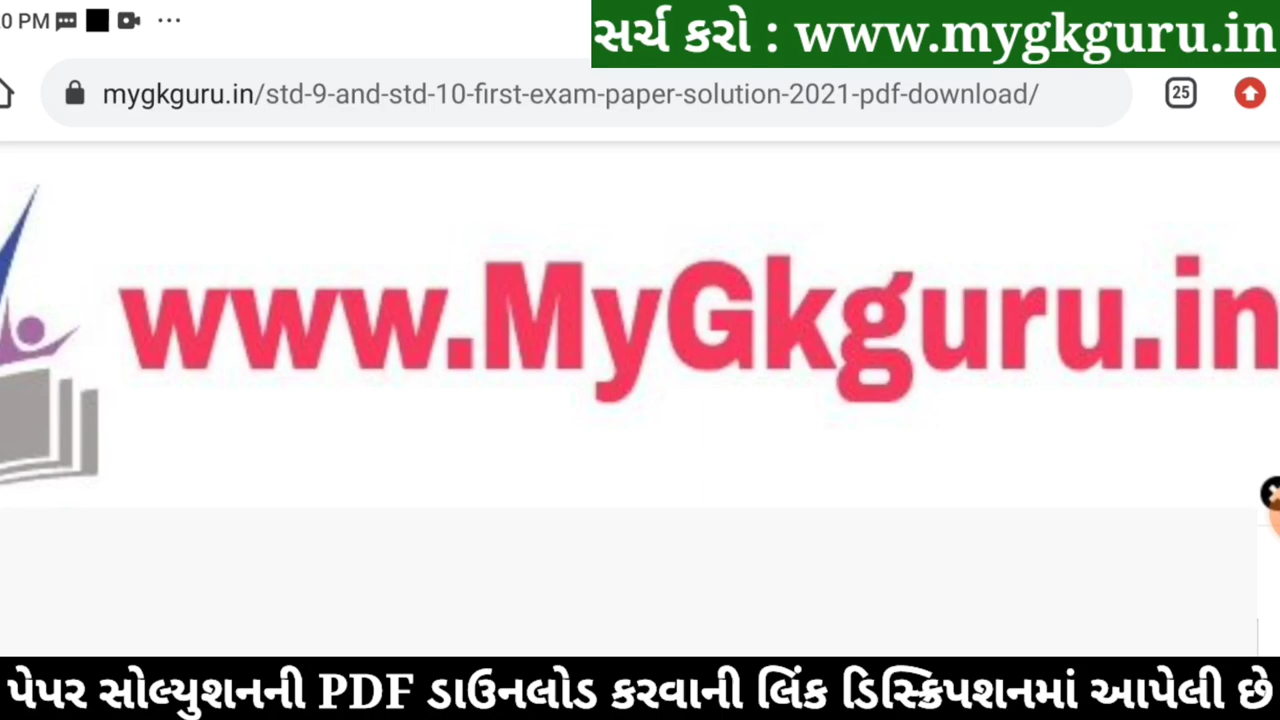 0 PM
સર્ચ કરો : www.mygkguru.in
mygkguru.in/std-9-and-std-10-first-exam-paper-solution-2021-pdf-download/
25
www.MyGkguru.in
પેપર સોલ્યુશનની PDF ડાઉનલોડ કરવાની લિંક ડિસ્ક્રિપશનમાં આપેલી છે